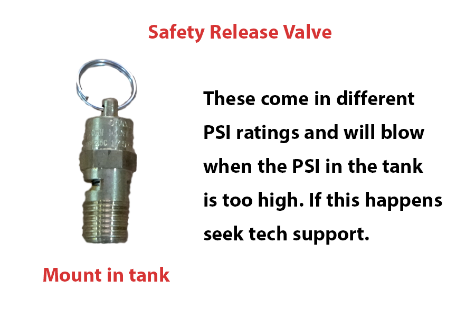 Safety Release Valve
These come in different
PSI ratings and will blow
when the PSI in the tank
is too high. If this happens
seek tech support.
Mount in tank